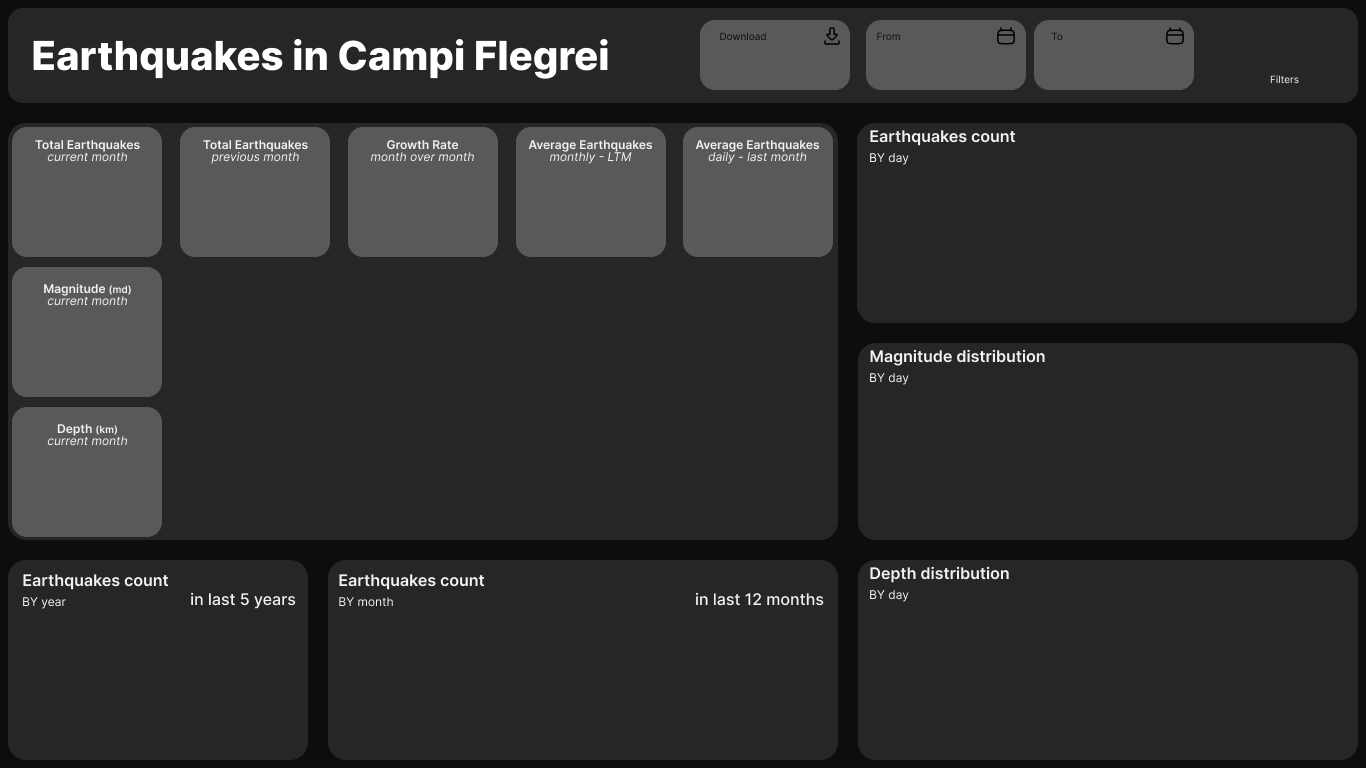 Earthquakes in Campi Flegrei
Download
From
To
Filters
Total Earthquakes
current month
Total Earthquakes
previous month
Growth Rate
month over month
Average Earthquakes
monthly - LTM
Average Earthquakes
daily - last month
Magnitude (md)
current month
Depth (km)
current month
Earthquakes count
BY day
Magnitude distribution
BY day
Earthquakes count
BY year
in last 5 years
Earthquakes count
BY month
in last 12 months
Depth distribution
BY day